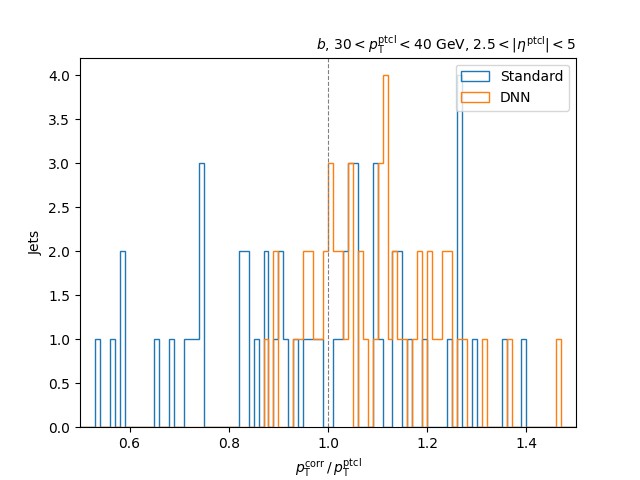 b, 30 < p_T^ptcl < 40 GeV, 2.5 < |η^ptcl| < 5
Standard
DNN
Jets
4.0
3.5
3.0
2.5
2.0
1.5
1.0
0.5
0.0
0.6 0.8 1.0 1.2 1.4
p_T^corr / p_T^ptcl